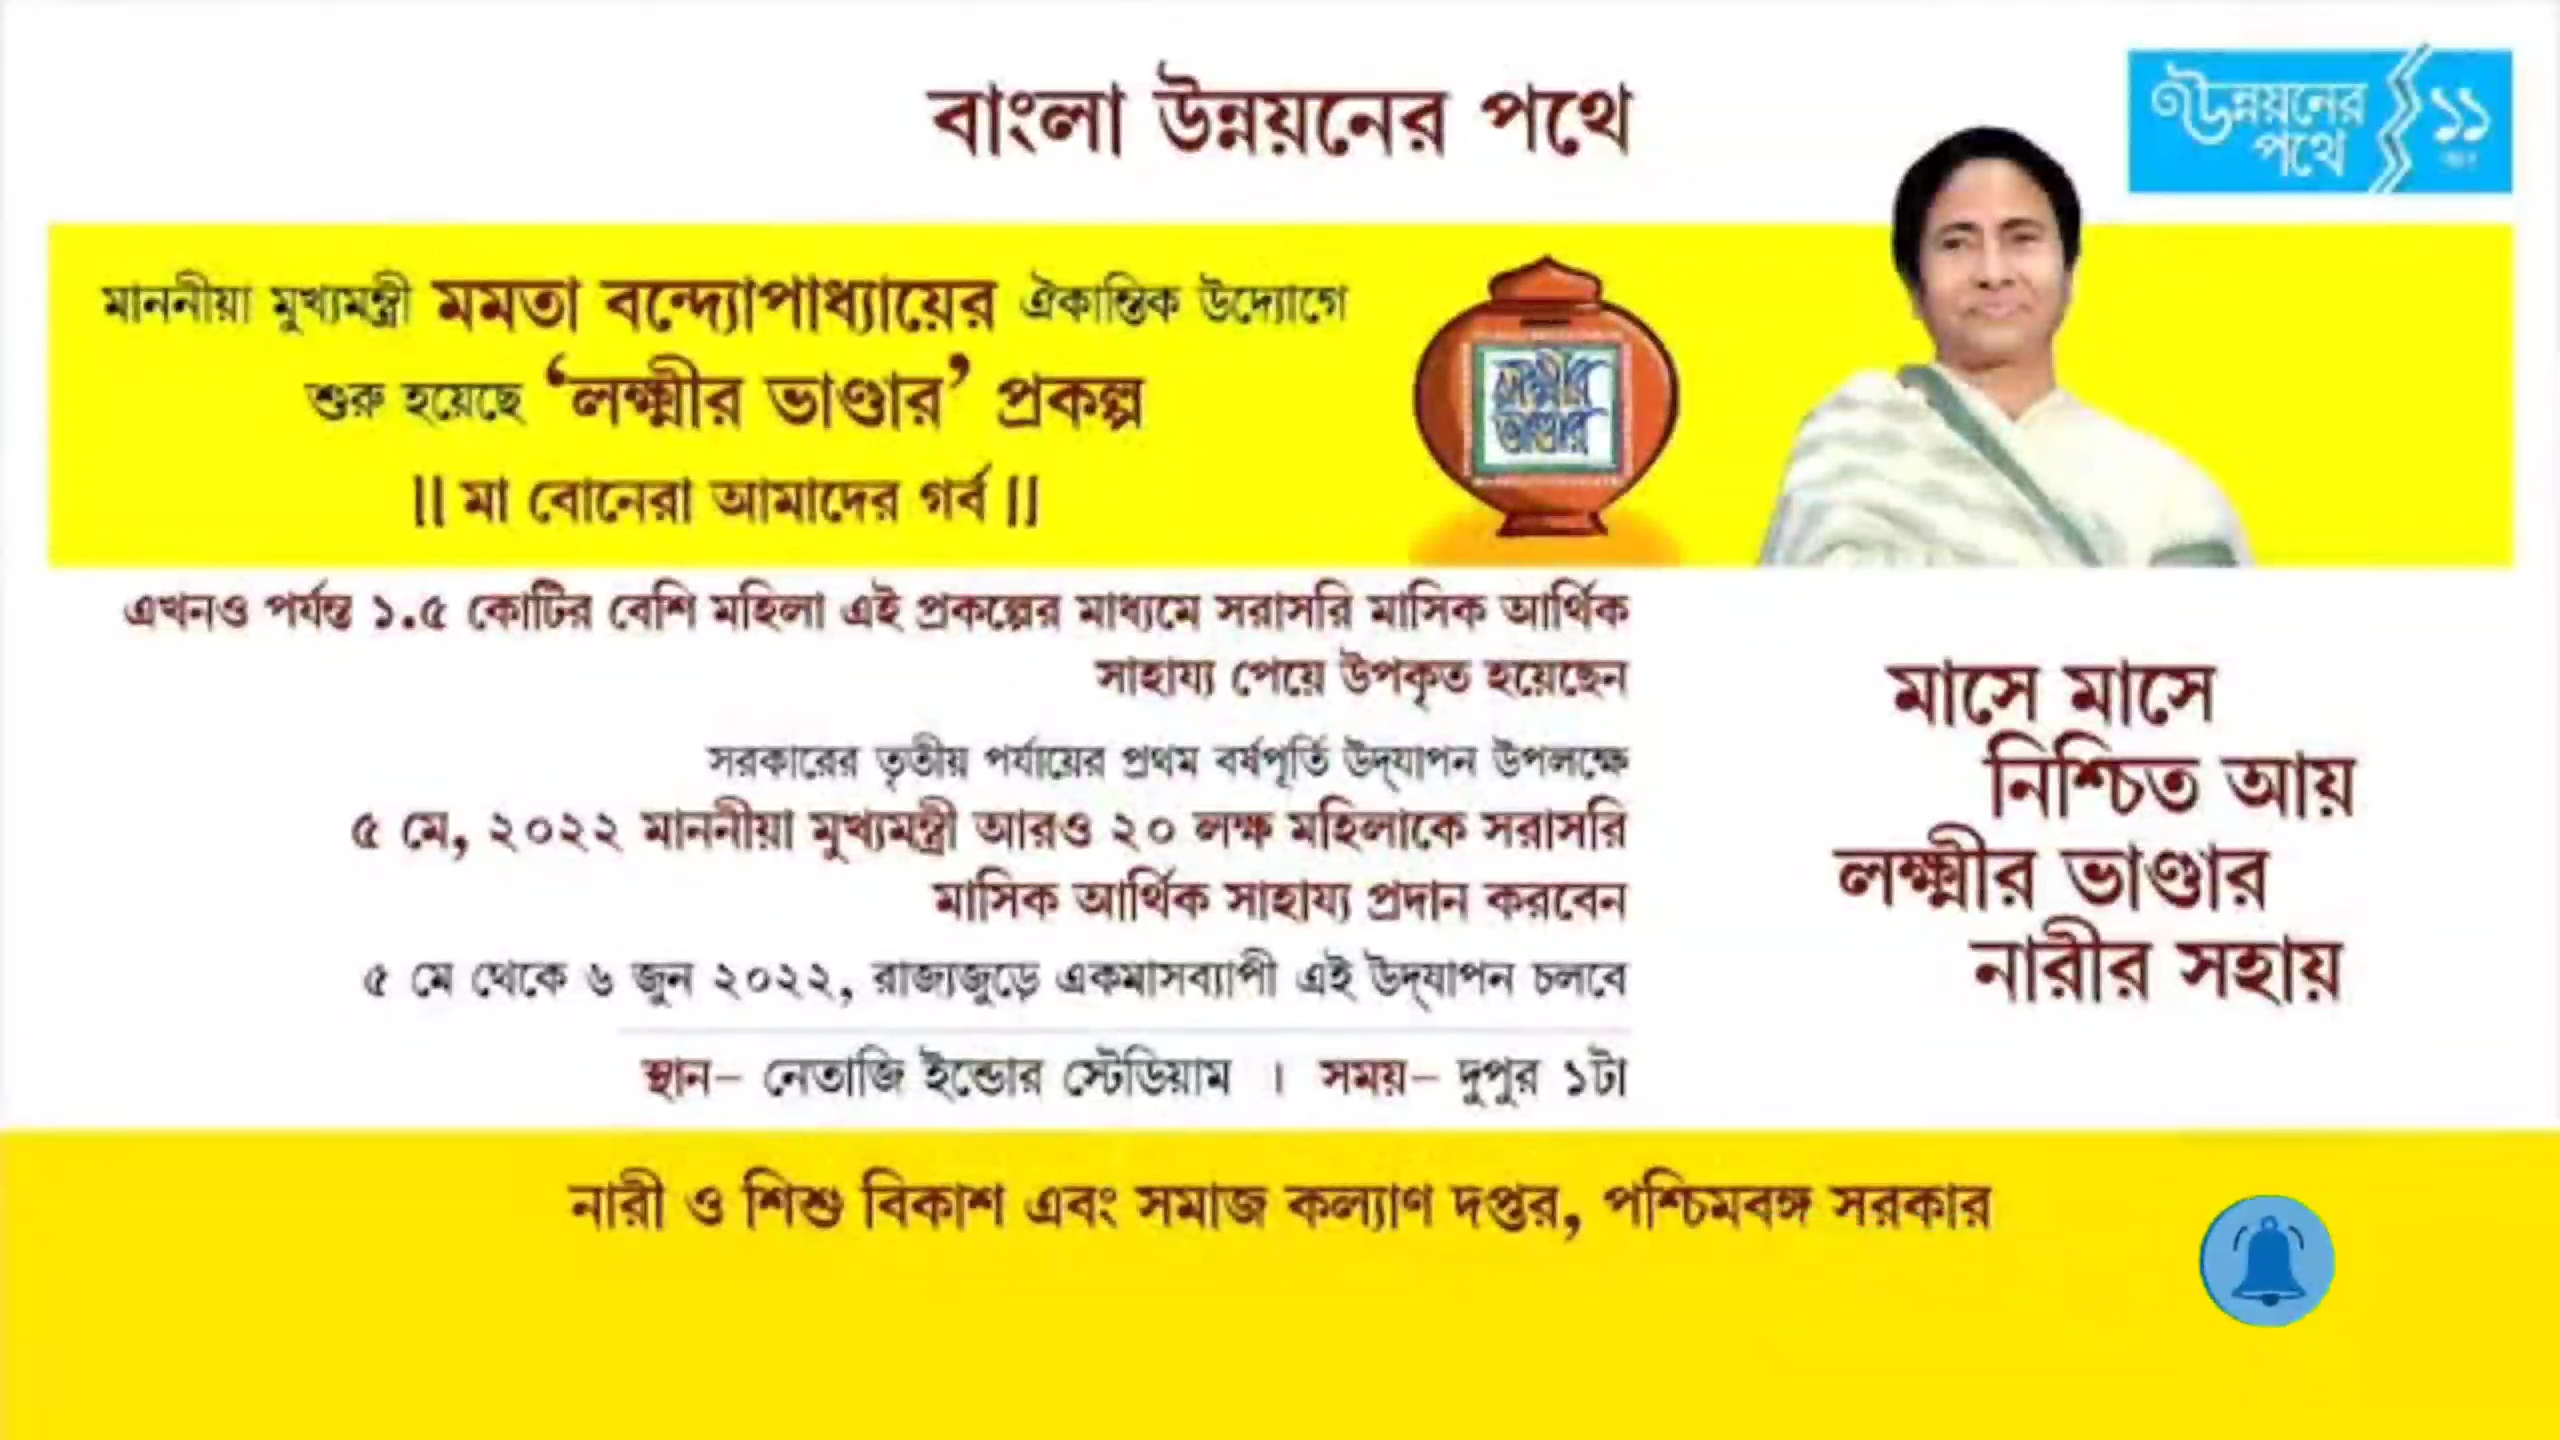 বাংলা উন্নয়নের পথে
উন্নয়নের
পথে
১১
মাননীয়া মুখ্যমন্ত্রী মমতা বন্দ্যোপাধ্যায়ের ঐকান্তিক উদ্যোগে
শুরু হয়েছে ‘লক্ষ্মীর ভাণ্ডার’ প্রকল্প
|| মা বোনেরা আমাদের গর্ব ||
লক্ষ্মীর
ভাণ্ডার
এখনও পর্যন্ত ১.৫ কোটির বেশি মহিলা এই প্রকল্পের মাধ্যমে সরাসরি মাসিক আর্থিক
সাহায্য পেয়ে উপকৃত হয়েছেন
সরকারের তৃতীয় পর্যায়ের প্রথম বর্ষপূর্তি উদ্‌যাপন উপলক্ষে
৫ মে, ২০২২ মাননীয়া মুখ্যমন্ত্রী আরও ২০ লক্ষ মহিলাকে সরাসরি
মাসিক আর্থিক সাহায্য প্রদান করবেন
৫ মে থেকে ৬ জুন ২০২২, রাজ্যজুড়ে একমাসব্যাপী এই উদ্‌যাপন চলবে
স্থান– নেতাজি ইন্ডোর স্টেডিয়াম । সময়– দুপুর ১টা
মাসে মাসে
নিশ্চিত আয়
লক্ষ্মীর ভাণ্ডার
নারীর সহায়
নারী ও শিশু বিকাশ এবং সমাজ কল্যাণ দপ্তর, পশ্চিমবঙ্গ সরকার